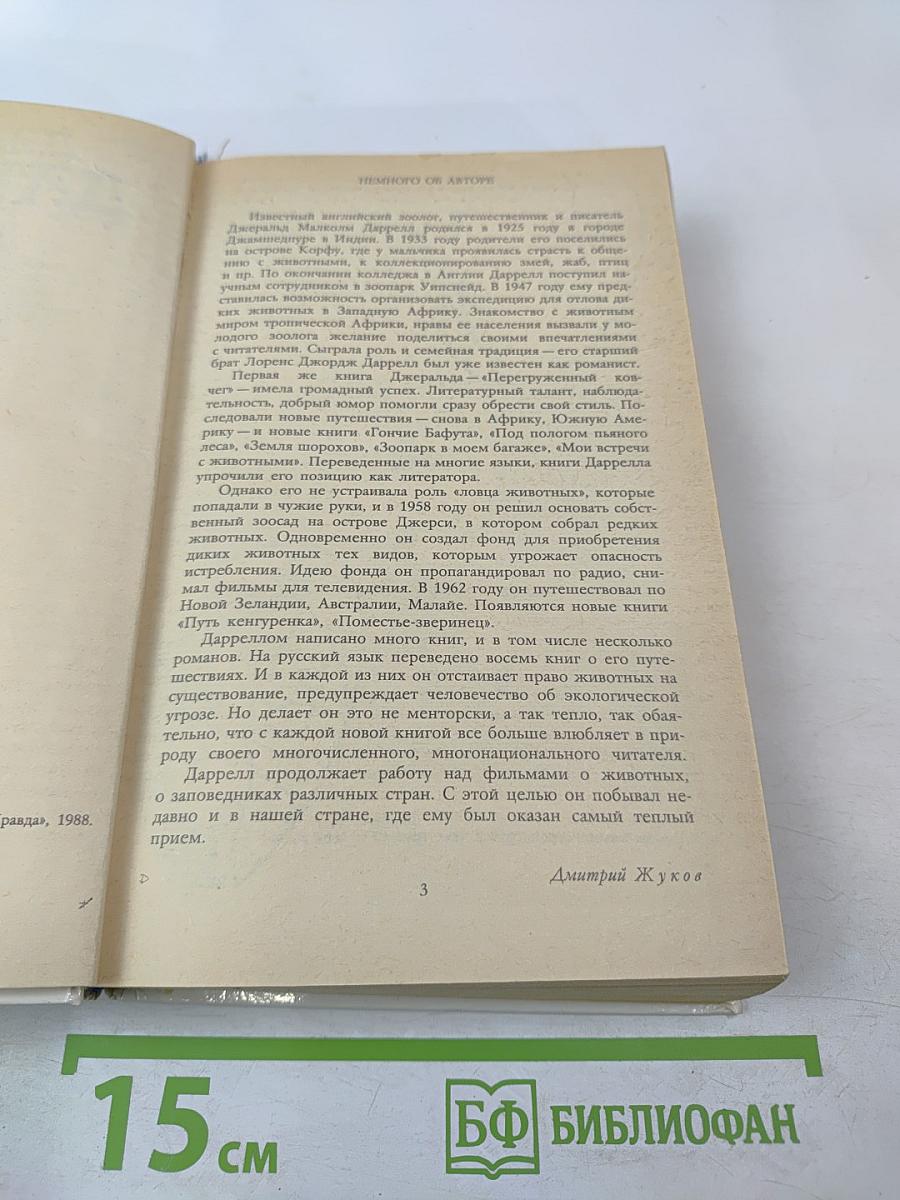 НЕМНОГО ОБ АВТОРЕ
Известный английский зоолог, путешественник и писатель
Джеральд Малколм Даррелл родился в 1925 году в городе
Джамшедпуре в Индии. В 1933 году родители его поселились
на острове Корфу, где у мальчика проявилась страсть к обще-
нию с животными, к коллекционированию змей, жаб, птиц
и пр. По окончании колледжа в Англии Даррелл поступил на-
учным сотрудником в зоопарк Уипснейд. В 1947 году ему пред-
ставилась возможность организовать экспедицию для отлова ди-
ких животных в Западную Африку. Знакомство с животным
миром тропической Африки, нравы ее населения вызвали у мо-
лодого зоолога желание поделиться своими впечатлениями
с читателями. Сыграла роль и семейная традиция — его старший
брат Лоренс Джордж Даррелл был уже известен как романист.
Первая же книга Джеральда — «Перегруженный ков-
чег» — имела громадный успех. Литературный талант, наблюда-
тельность, добрый юмор помогли сразу обрести свой стиль. По-
следовали новые путешествия — снова в Африку, Южную Аме-
рику — и новые книги «Гончие Бафута», «Под пологом пьяного
леса», «Земля шорохов», «Зоопарк в моем багаже», «Мои встречи
с животными». Переведенные на многие языки, книги Даррелла
упрочили его позицию как литератора.
Однако его не устраивала роль «ловца животных», которые
попадали в чужие руки, и в 1958 году он решил основать собст-
венный зоосад на острове Джерси, в котором собрал редких
животных. Одновременно он создал фонд для приобретения
диких животных тех видов, которым угрожает опасность
истребления. Идею фонда он пропагандировал по радио, сни-
мал фильмы для телевидения. В 1962 году он путешествовал по
Новой Зеландии, Австралии, Малайе. Появляются новые книги
«Путь кенгуренка», «Поместье-зверинец».
Дарреллом написано много книг, и в том числе несколько
романов. На русский язык переведено восемь книг о его путе-
шествиях. И в каждой из них он отстаивает право животных на
существование, предупреждает человечество об экологической
угрозе. Но делает он это не менторски, а так тепло, так обая-
тельно, что с каждой новой книгой все больше влюбляет в при-
роду своего многочисленного, многонационального читателя.
Даррелл продолжает работу над фильмами о животных,
о заповедниках различных стран. С этой целью он побывал не-
давно и в нашей стране, где ему был оказан самый теплый
прием.
Дмитрий Жуков
3
равда», 1988.
15 см
БФ БИБЛИОФАН